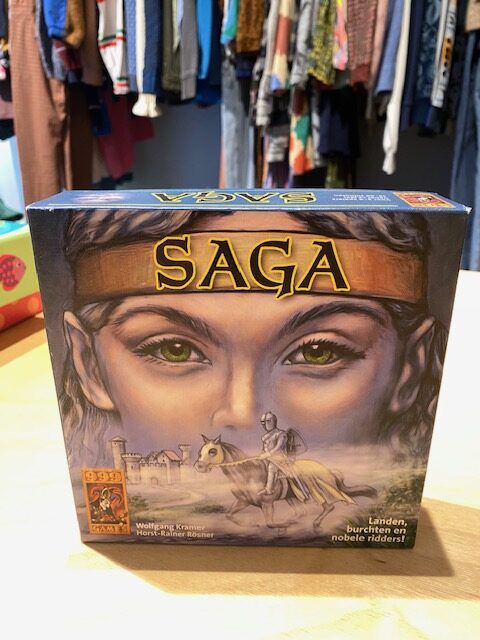 SAGA
SAGA
999
GAMES
Wolfgang Kramer
Horst-Rainer Rösner
Landen,
burchten en
nobele ridders!